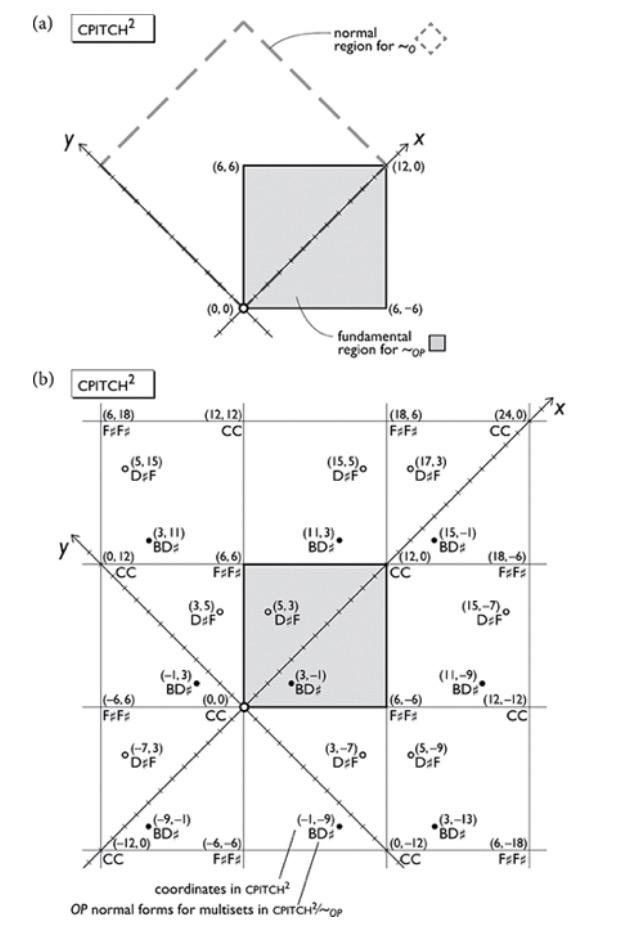 (a) CPITCH²
normal
region for ~O
y x
(6, 6) (12, 0)
(0, 0) (6, −6)
fundamental
region for ~OP
(b) CPITCH²
x
(6, 18) (12, 12) (18, 6) (24, 0)
F♯F♯ CC F♯F♯ CC
(5, 15) (15, 5) (17, 3)
D♯F D♯F D♯F
(3, 11) (11, 3) (15, −1)
BD♯ BD♯ BD♯
y
(0, 12) (6, 6) (12, 0) (18, −6)
CC F♯F♯ CC F♯F♯
(3, 5) (5, 3) (15, −7)
D♯F D♯F D♯F
(−1, 3) (3, −1) (11, −9)
BD♯ BD♯ BD♯
(−6, 6) (0, 0) (6, −6) (12, −12)
F♯F♯ CC F♯F♯ CC
(−7, 3) (3, −7) (5, −9)
D♯F D♯F D♯F
(−9, −1) (−1, −9) (3, −13)
BD♯ BD♯ BD♯
(−12, 0) (−6, −6) (0, −12) (6, −18)
CC F♯F♯ CC F♯F♯
coordinates in CPITCH²
OP normal forms for multisets in CPITCH²/~OP